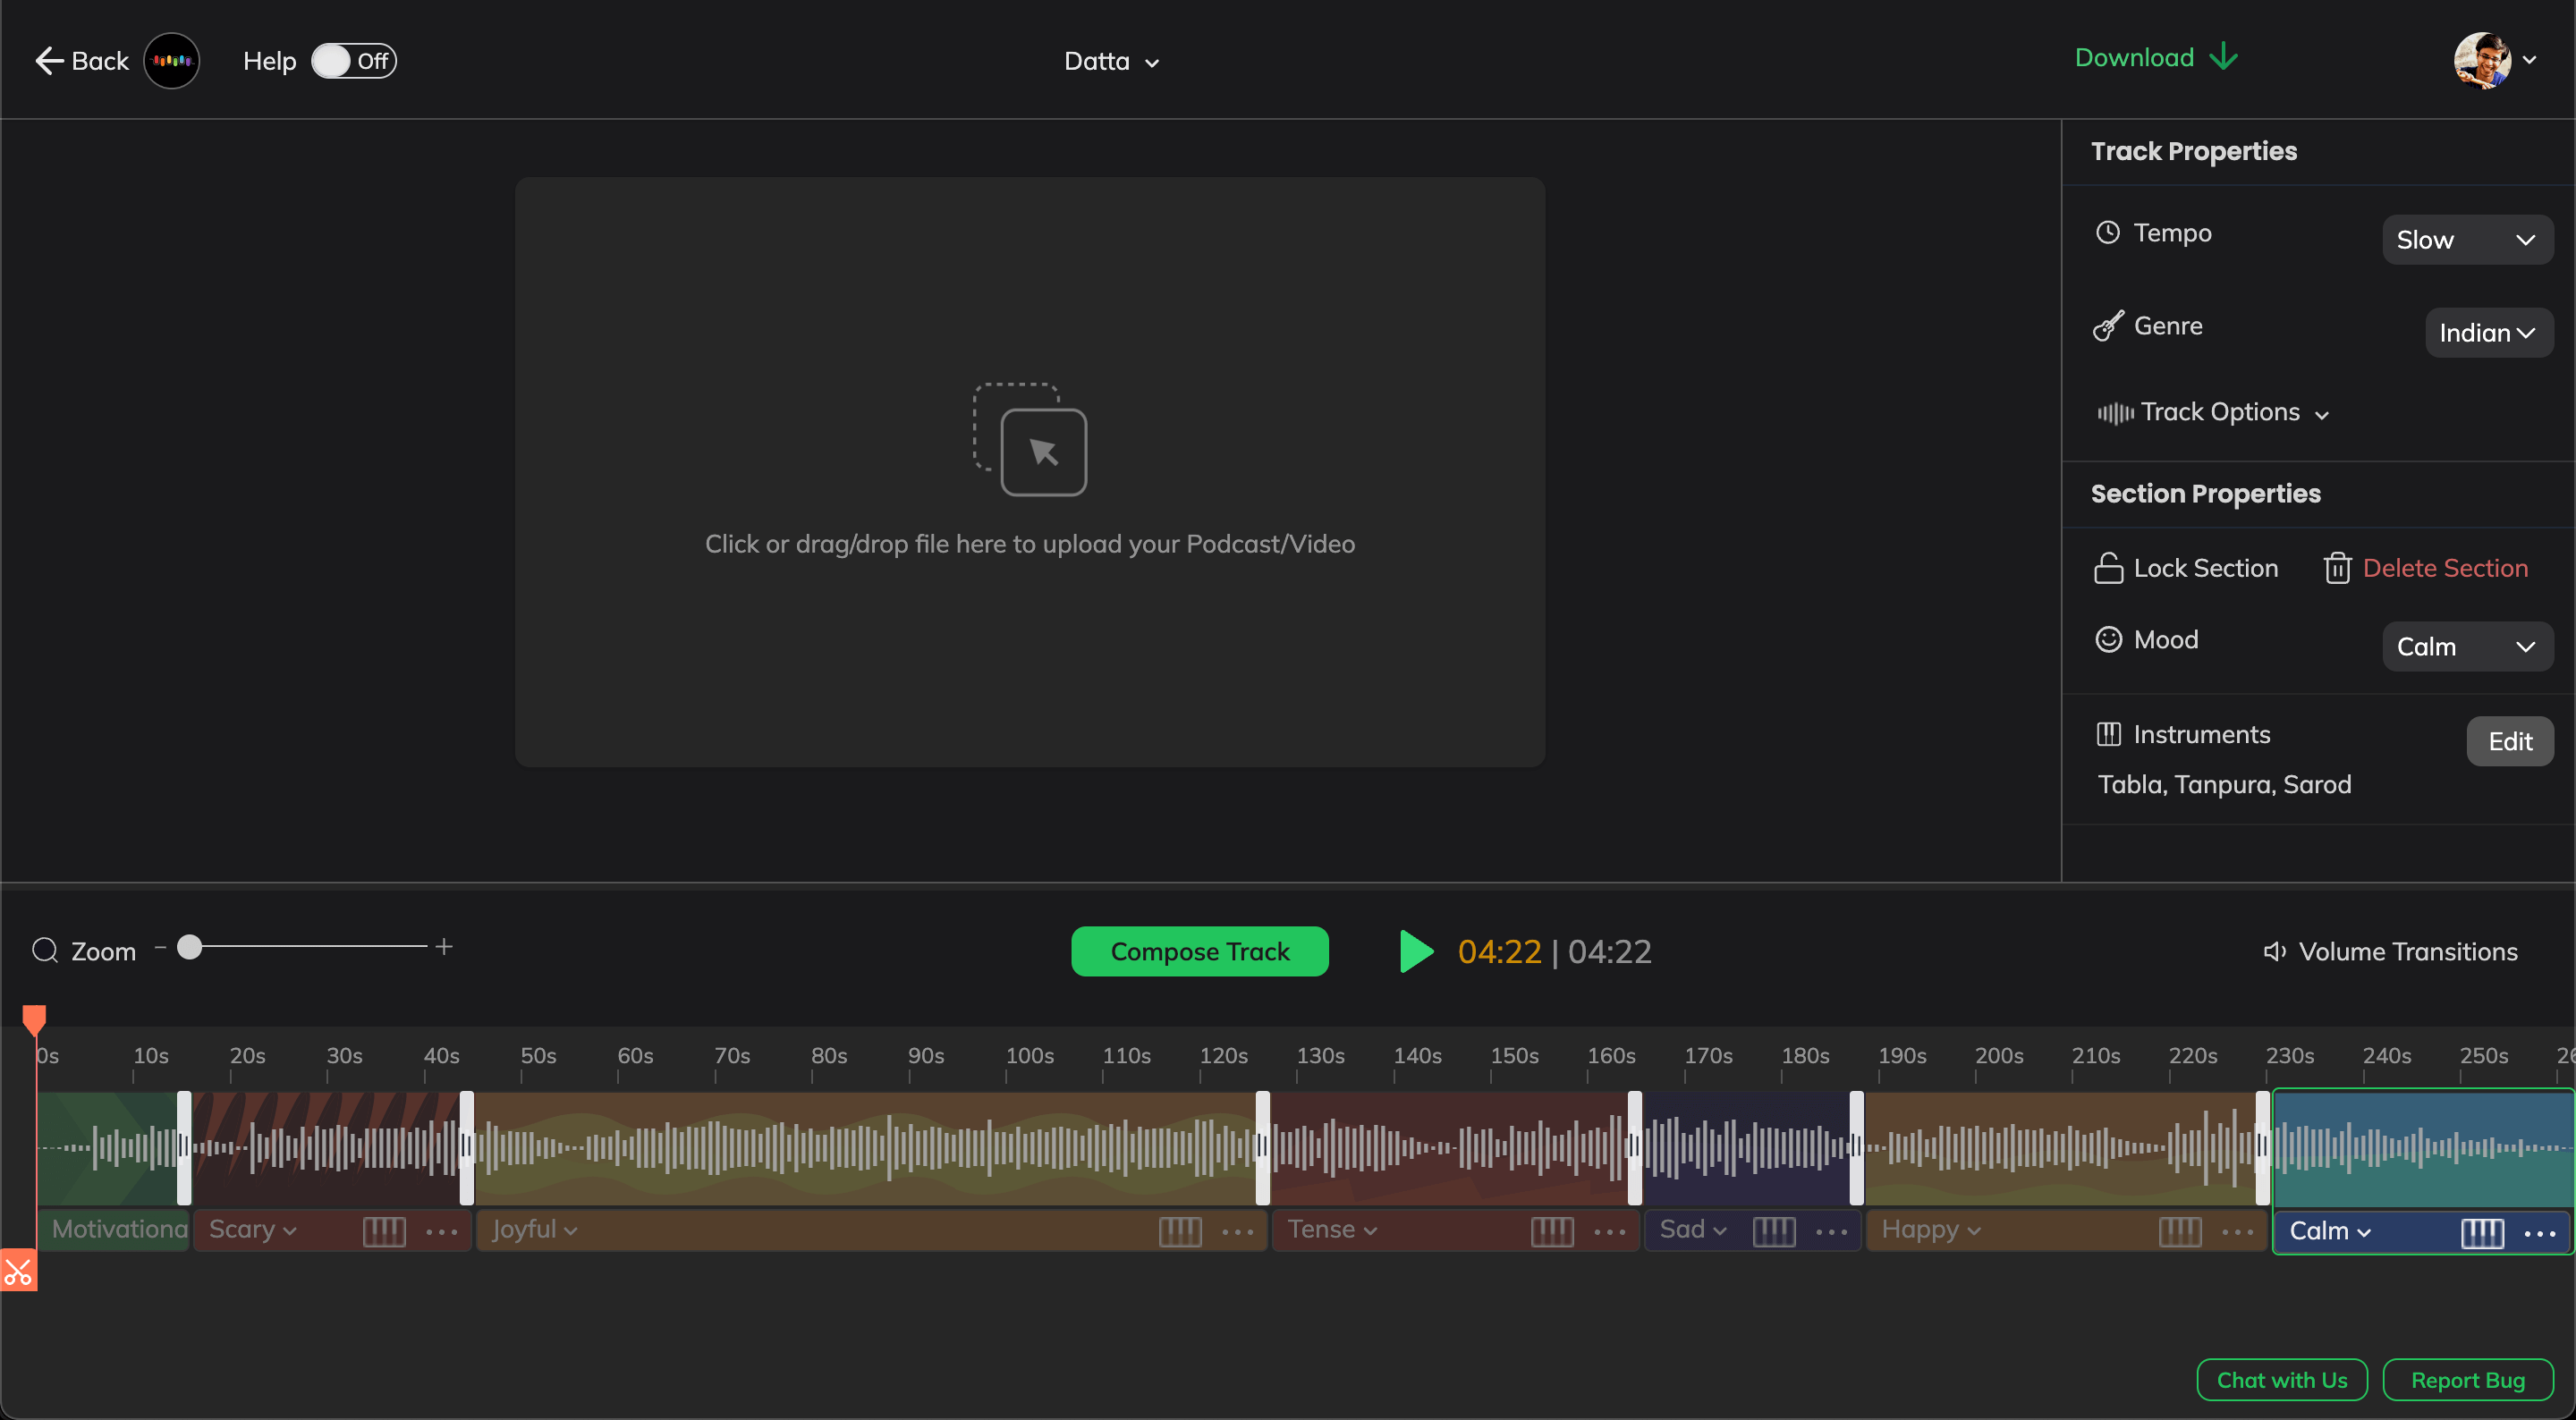 Back
Help
Off
Datta
Download
Track Properties
Tempo
Slow
Genre
Indian
Track Options
Section Properties
Lock Section
Delete Section
Mood
Calm
Instruments
Edit
Tabla, Tanpura, Sarod
Click or drag/drop file here to upload your Podcast/Video
Zoom
Compose Track
04:22 | 04:22
Volume Transitions
0s 10s 20s 30s 40s 50s 60s 70s 80s 90s 100s 110s 120s 130s 140s 150s 160s 170s 180s 190s 200s 210s 220s 230s 240s 250s 26
Motivationa Scary Joyful Tense Sad Happy Calm
Chat with Us
Report Bug